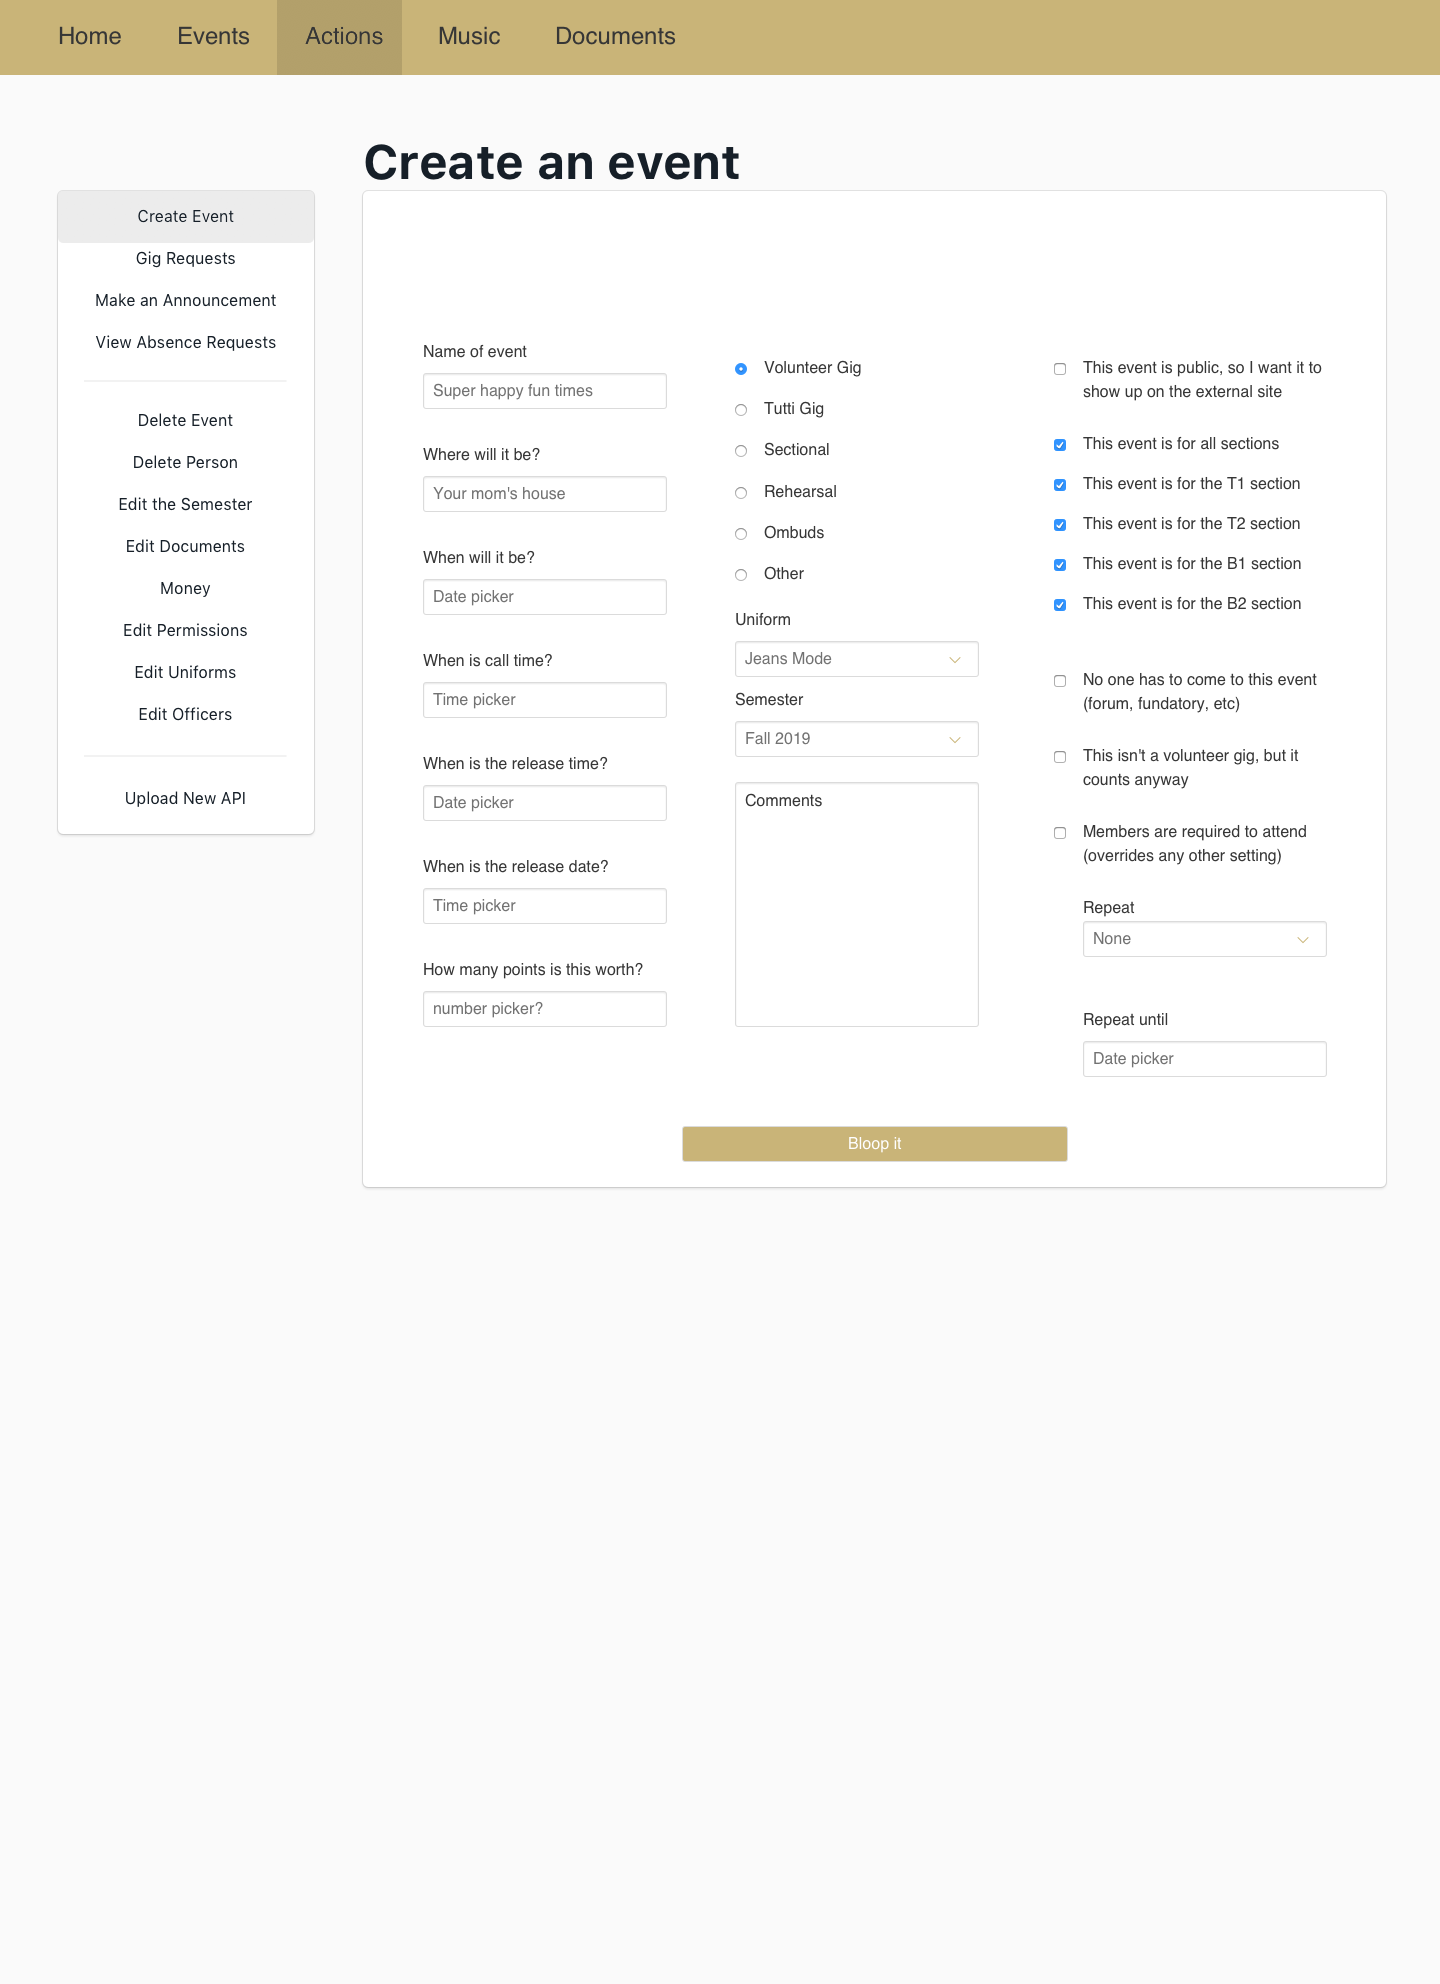 Home Events Actions Music Documents
Create an event
Create Event
Gig Requests
Make an Announcement
View Absence Requests
Delete Event
Delete Person
Edit the Semester
Edit Documents
Money
Edit Permissions
Edit Uniforms
Edit Officers
Upload New API
Name of event
Super happy fun times
Where will it be?
Your mom's house
When will it be?
Date picker
When is call time?
Time picker
When is the release time?
Date picker
When is the release date?
Time picker
How many points is this worth?
number picker?
Volunteer Gig
Tutti Gig
Sectional
Rehearsal
Ombuds
Other
Uniform
Jeans Mode
Semester
Fall 2019
Comments
This event is public, so I want it to
show up on the external site
This event is for all sections
This event is for the T1 section
This event is for the T2 section
This event is for the B1 section
This event is for the B2 section
No one has to come to this event
(forum, fundatory, etc)
This isn't a volunteer gig, but it
counts anyway
Members are required to attend
(overrides any other setting)
Repeat
None
Repeat until
Date picker
Bloop it